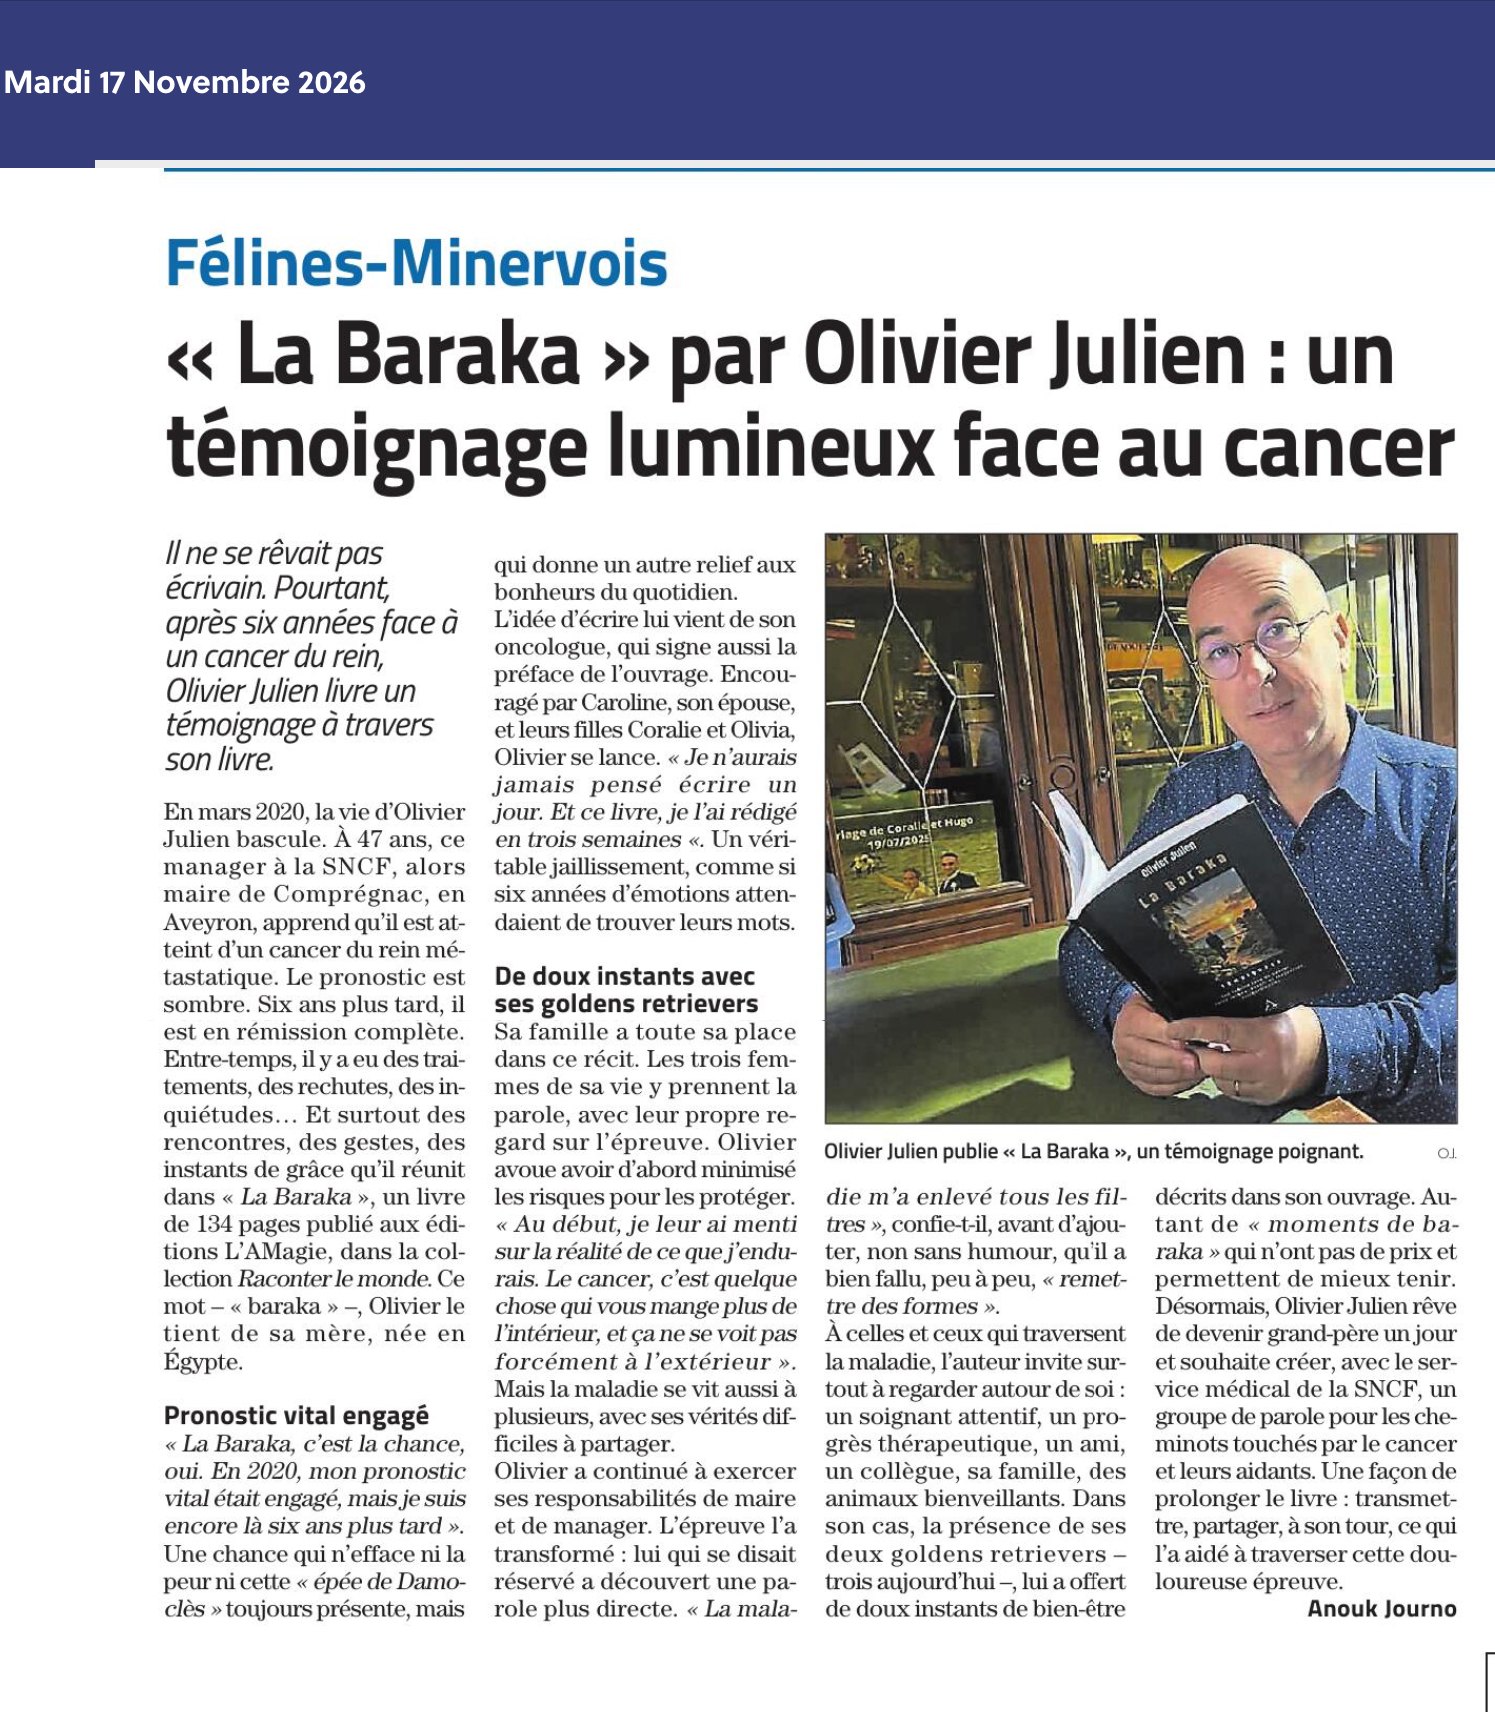 Mardi 17 Novembre 2026
Félines-Minervois
« La Baraka » par Olivier Julien : un
témoignage lumineux face au cancer
Il ne se rêvait pas
écrivain. Pourtant,
après six années face à
un cancer du rein,
Olivier Julien livre un
témoignage à travers
son livre.
En mars 2020, la vie d’Olivier
Julien bascule. À 47 ans, ce
manager à la SNCF, alors
maire de Comprégnac, en
Aveyron, apprend qu’il est at-
teint d’un cancer du rein mé-
tastatique. Le pronostic est
sombre. Six ans plus tard, il
est en rémission complète.
Entre-temps, il y a eu des trai-
tements, des rechutes, des in-
quiétudes… Et surtout des
rencontres, des gestes, des
instants de grâce qu’il réunit
dans « La Baraka », un livre
de 134 pages publié aux édi-
tions L’AMagie, dans la col-
lection Raconter le monde. Ce
mot – « baraka » –, Olivier le
tient de sa mère, née en
Égypte.
Pronostic vital engagé
« La Baraka, c’est la chance,
oui. En 2020, mon pronostic
vital était engagé, mais je suis
encore là six ans plus tard ».
Une chance qui n’efface ni la
peur ni cette « épée de Damo-
clès » toujours présente, mais
qui donne un autre relief aux
bonheurs du quotidien.
L’idée d’écrire lui vient de son
oncologue, qui signe aussi la
préface de l’ouvrage. Encou-
ragé par Caroline, son épouse,
et leurs filles Coralie et Olivia,
Olivier se lance. « Je n’aurais
jamais pensé écrire un
jour. Et ce livre, je l’ai rédigé
en trois semaines «. Un véri-
table jaillissement, comme si
six années d’émotions atten-
daient de trouver leurs mots.
De doux instants avec
ses goldens retrievers
Sa famille a toute sa place
dans ce récit. Les trois fem-
mes de sa vie y prennent la
parole, avec leur propre re-
gard sur l’épreuve. Olivier
avoue avoir d’abord minimisé
les risques pour les protéger.
« Au début, je leur ai menti
sur la réalité de ce que j’endu-
rais. Le cancer, c’est quelque
chose qui vous mange plus de
l’intérieur, et ça ne se voit pas
forcément à l’extérieur ».
Mais la maladie se vit aussi à
plusieurs, avec ses vérités dif-
ficiles à partager.
Olivier a continué à exercer
ses responsabilités de maire
et de manager. L’épreuve l’a
transformé : lui qui se disait
réservé a découvert une pa-
role plus directe. « La mala-
riage de Coralie et Hugo
19/07/2025
Olivier Julien
La Baraka
Olivier Julien publie « La Baraka », un témoignage poignant.
O.J.
die m’a enlevé tous les fil-
tres », confie-t-il, avant d’ajou-
ter, non sans humour, qu'il a
bien fallu, peu à peu, « remet-
tre des formes ».
À celles et ceux qui traversent
la maladie, l’auteur invite sur-
tout à regarder autour de soi :
un soignant attentif, un pro-
grès thérapeutique, un ami,
un collègue, sa famille, des
animaux bienveillants. Dans
son cas, la présence de ses
deux goldens retrievers –
trois aujourd’hui –, lui a offert
de doux instants de bien-être
décrits dans son ouvrage. Au-
tant de « moments de ba-
raka » qui n’ont pas de prix et
permettent de mieux tenir.
Désormais, Olivier Julien rêve
de devenir grand-père un jour
et souhaite créer, avec le ser-
vice médical de la SNCF, un
groupe de parole pour les che-
minots touchés par le cancer
et leurs aidants. Une façon de
prolonger le livre : transmet-
tre, partager, à son tour, ce qui
l’a aidé à traverser cette dou-
loureuse épreuve.
Anouk Journo